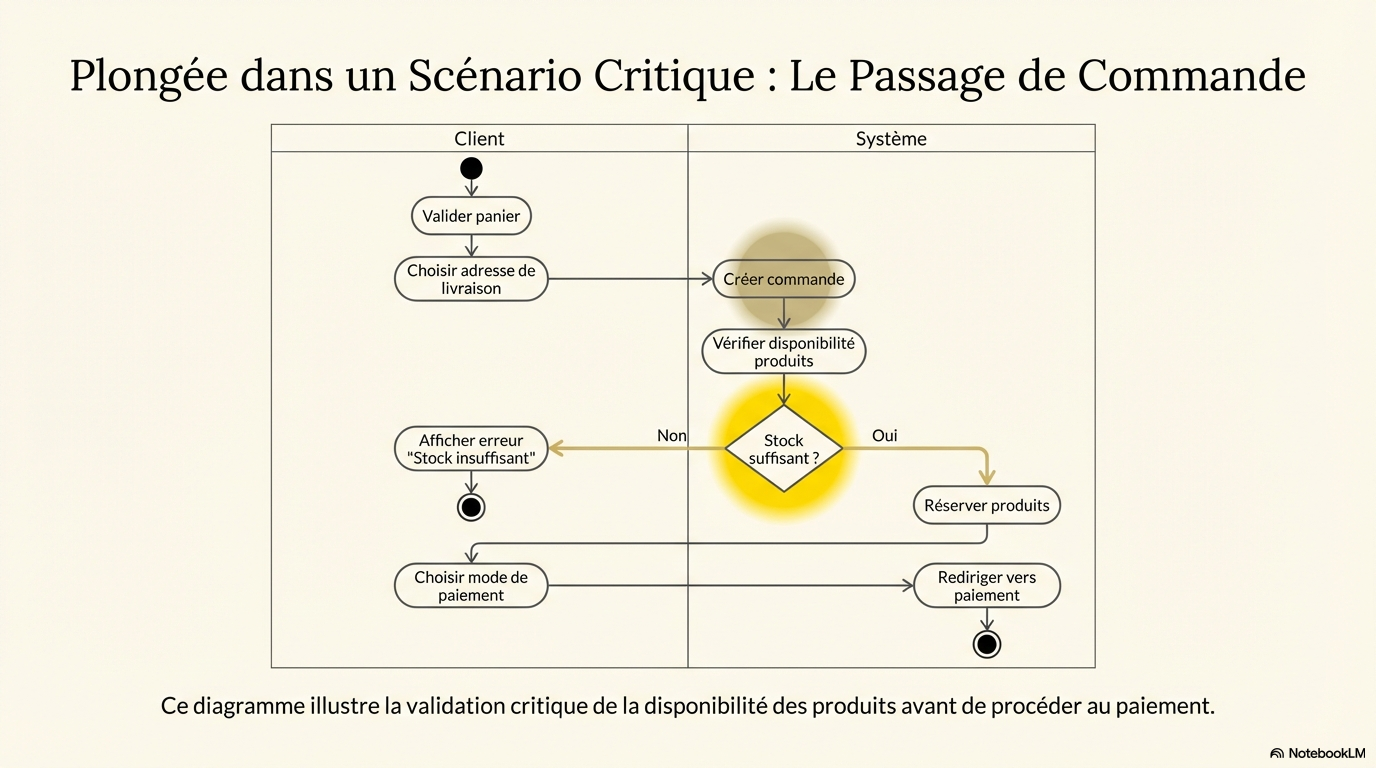 Plongée dans un Scénario Critique : Le Passage de Commande
Client
Système
Valider panier
Choisir adresse de
livraison
Créer commande
Vérifier disponibilité
produits
Stock
suffisant ?
Non
Oui
Afficher erreur
"Stock insuffisant"
Réserver produits
Choisir mode de
paiement
Rediriger vers
paiement
Ce diagramme illustre la validation critique de la disponibilité des produits avant de procéder au paiement.
NotebookLM